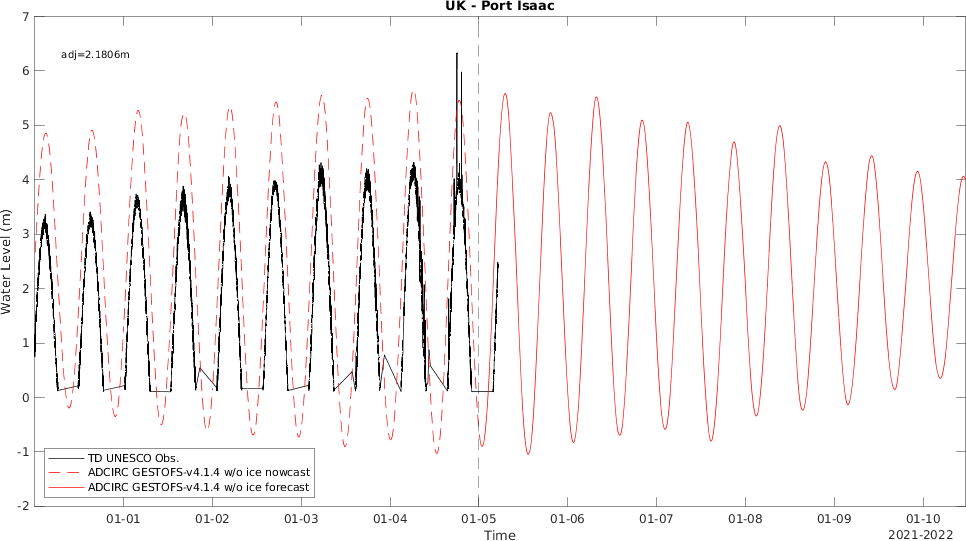 UK - Port Isaac
adj=2.1806m
7
6
5
4
3
2
1
0
-1
-2
Water Level (m)
TD UNESCO Obs.
ADCIRC GESTOFS-v4.1.4 w/o ice nowcast
ADCIRC GESTOFS-v4.1.4 w/o ice forecast
01-01 01-02 01-03 01-04 01-05 01-06 01-07 01-08 01-09 01-10
Time
2021-2022